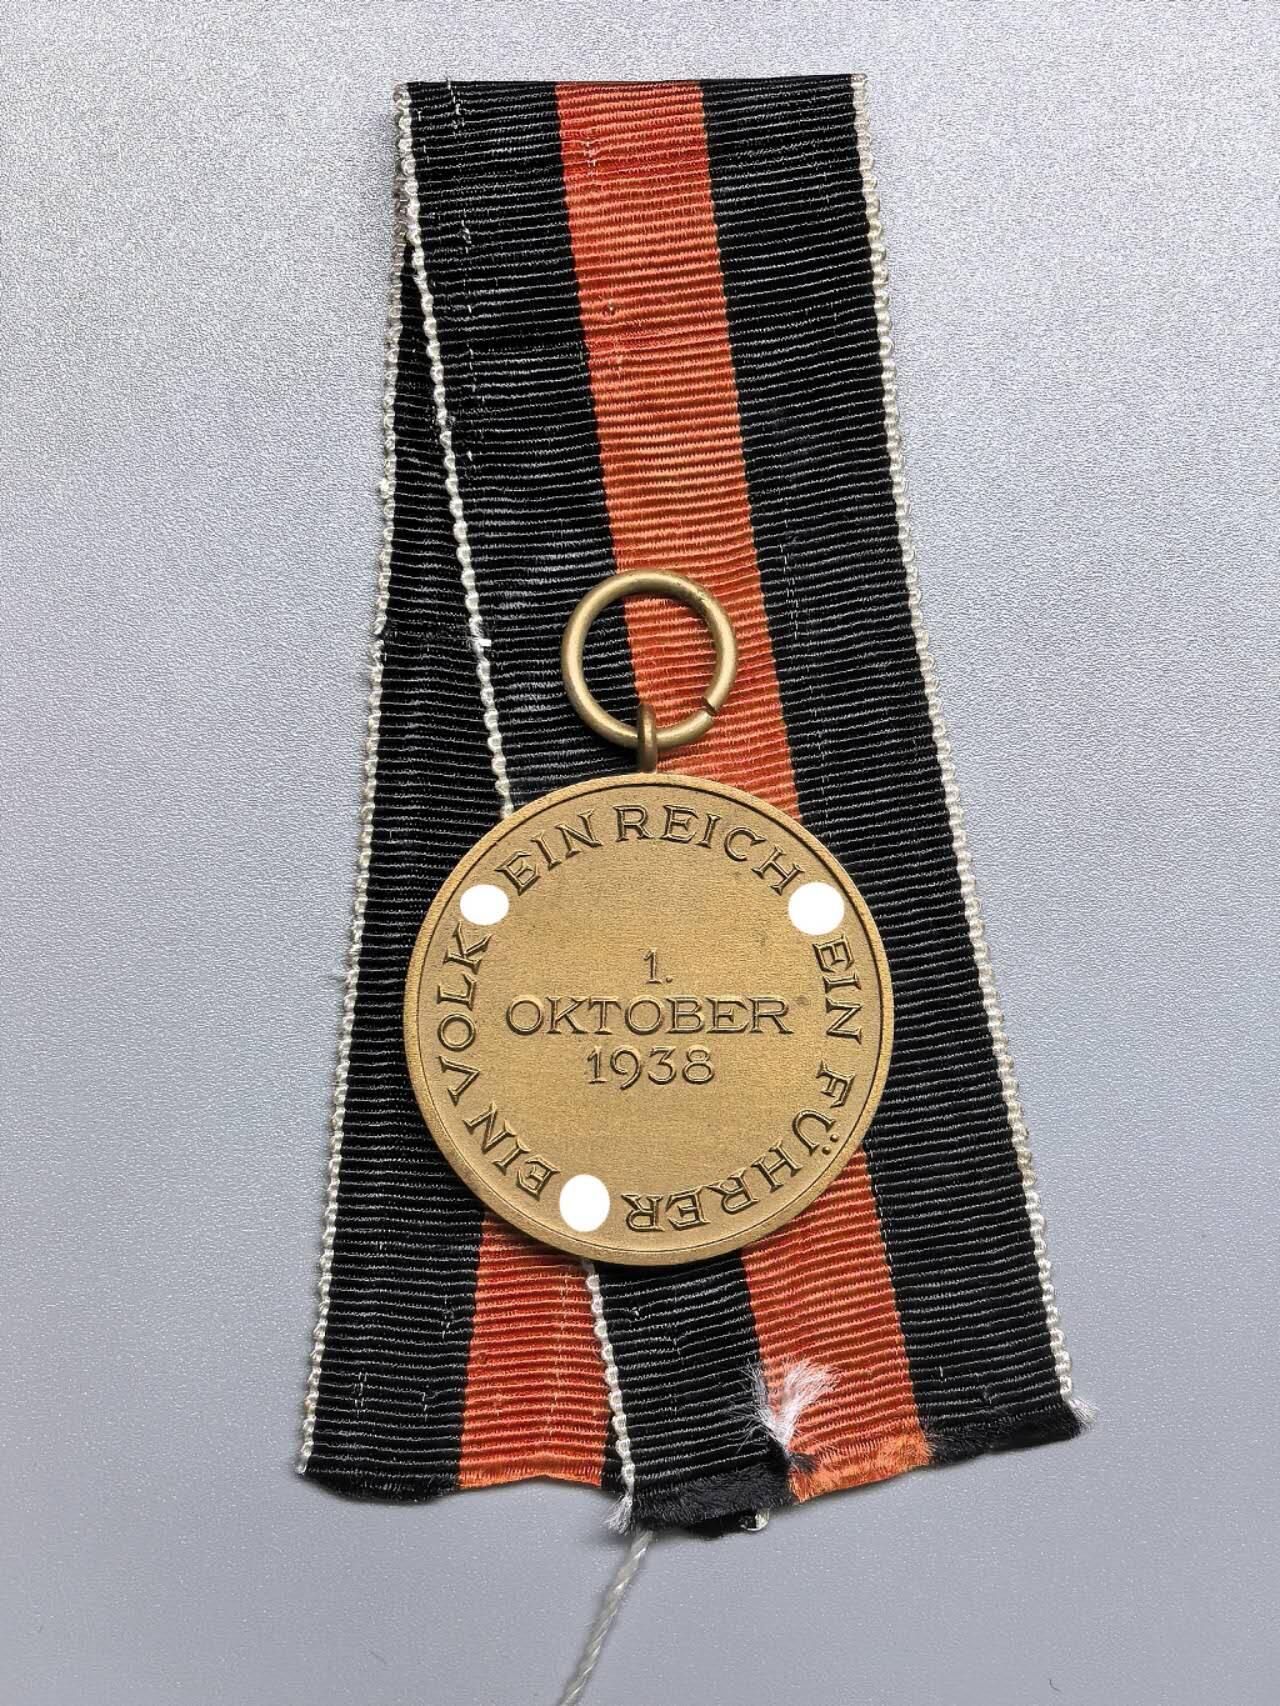 EIN VOLK EIN REICH EIN FÜHRER
1.
OKTOBER
1938